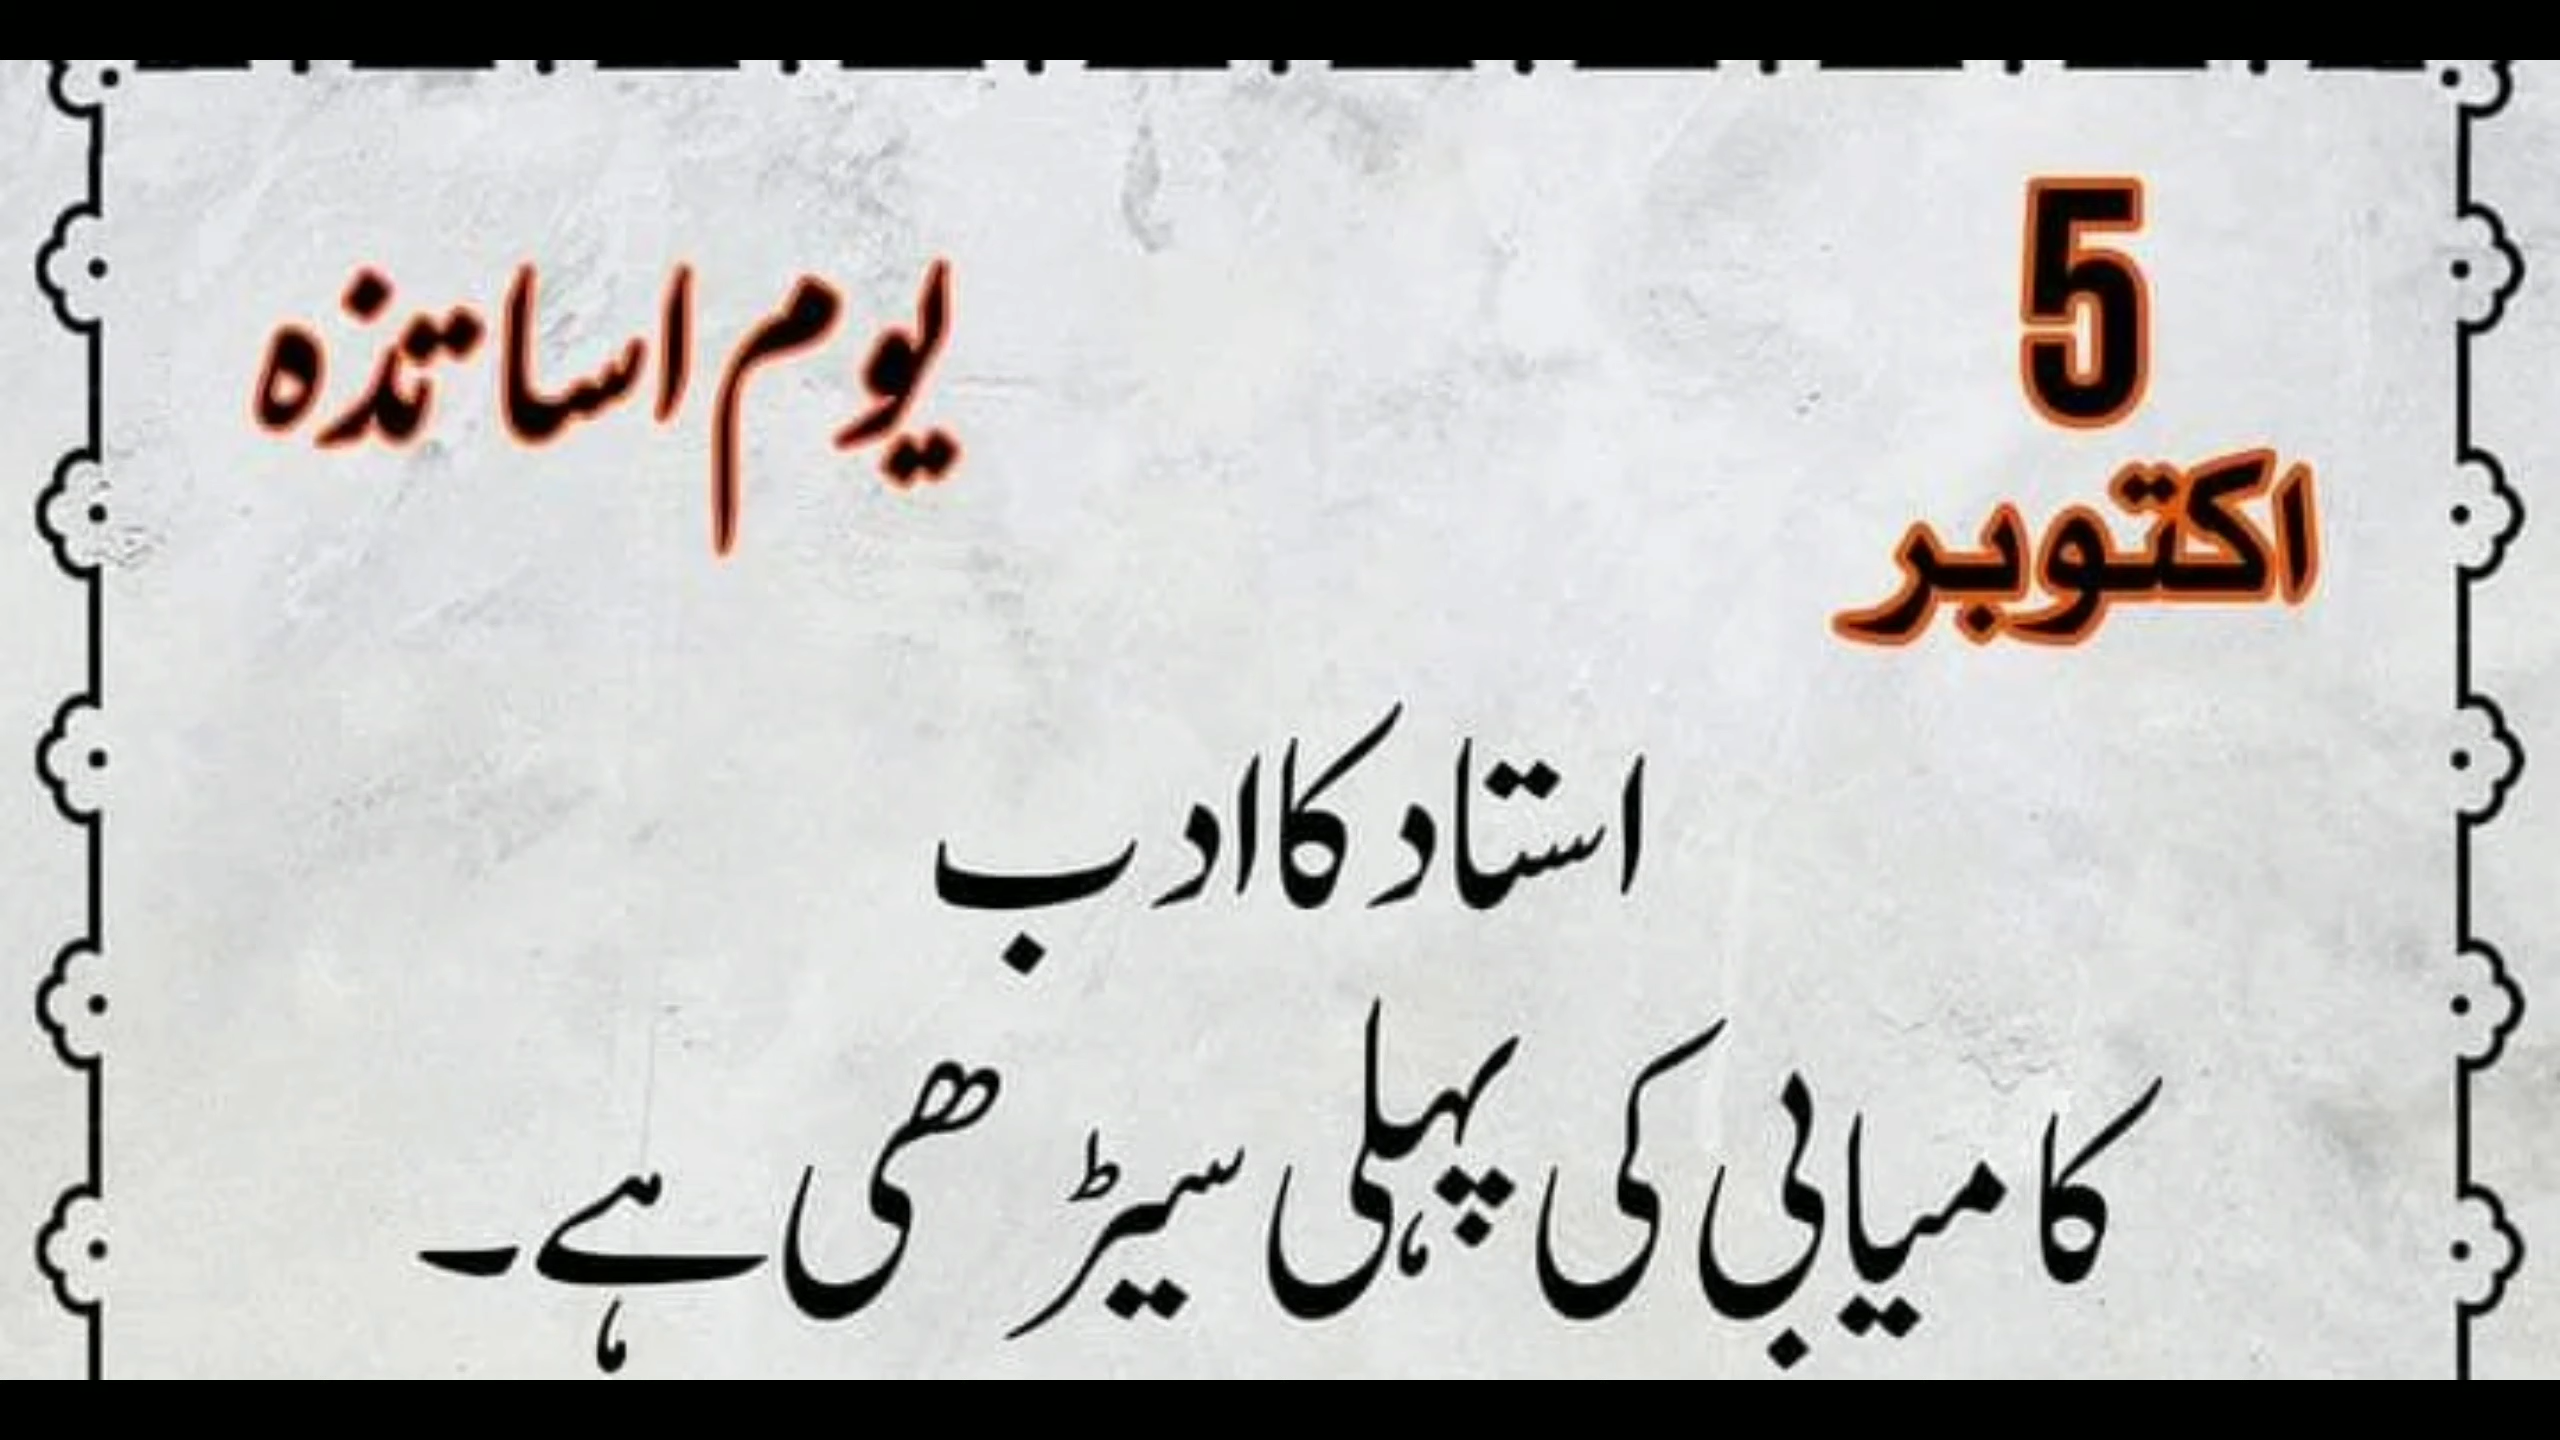 5
اکتوبر
یوم اساتذہ
استاد کا ادب
کامیابی کی پہلی سیڑھی ہے۔